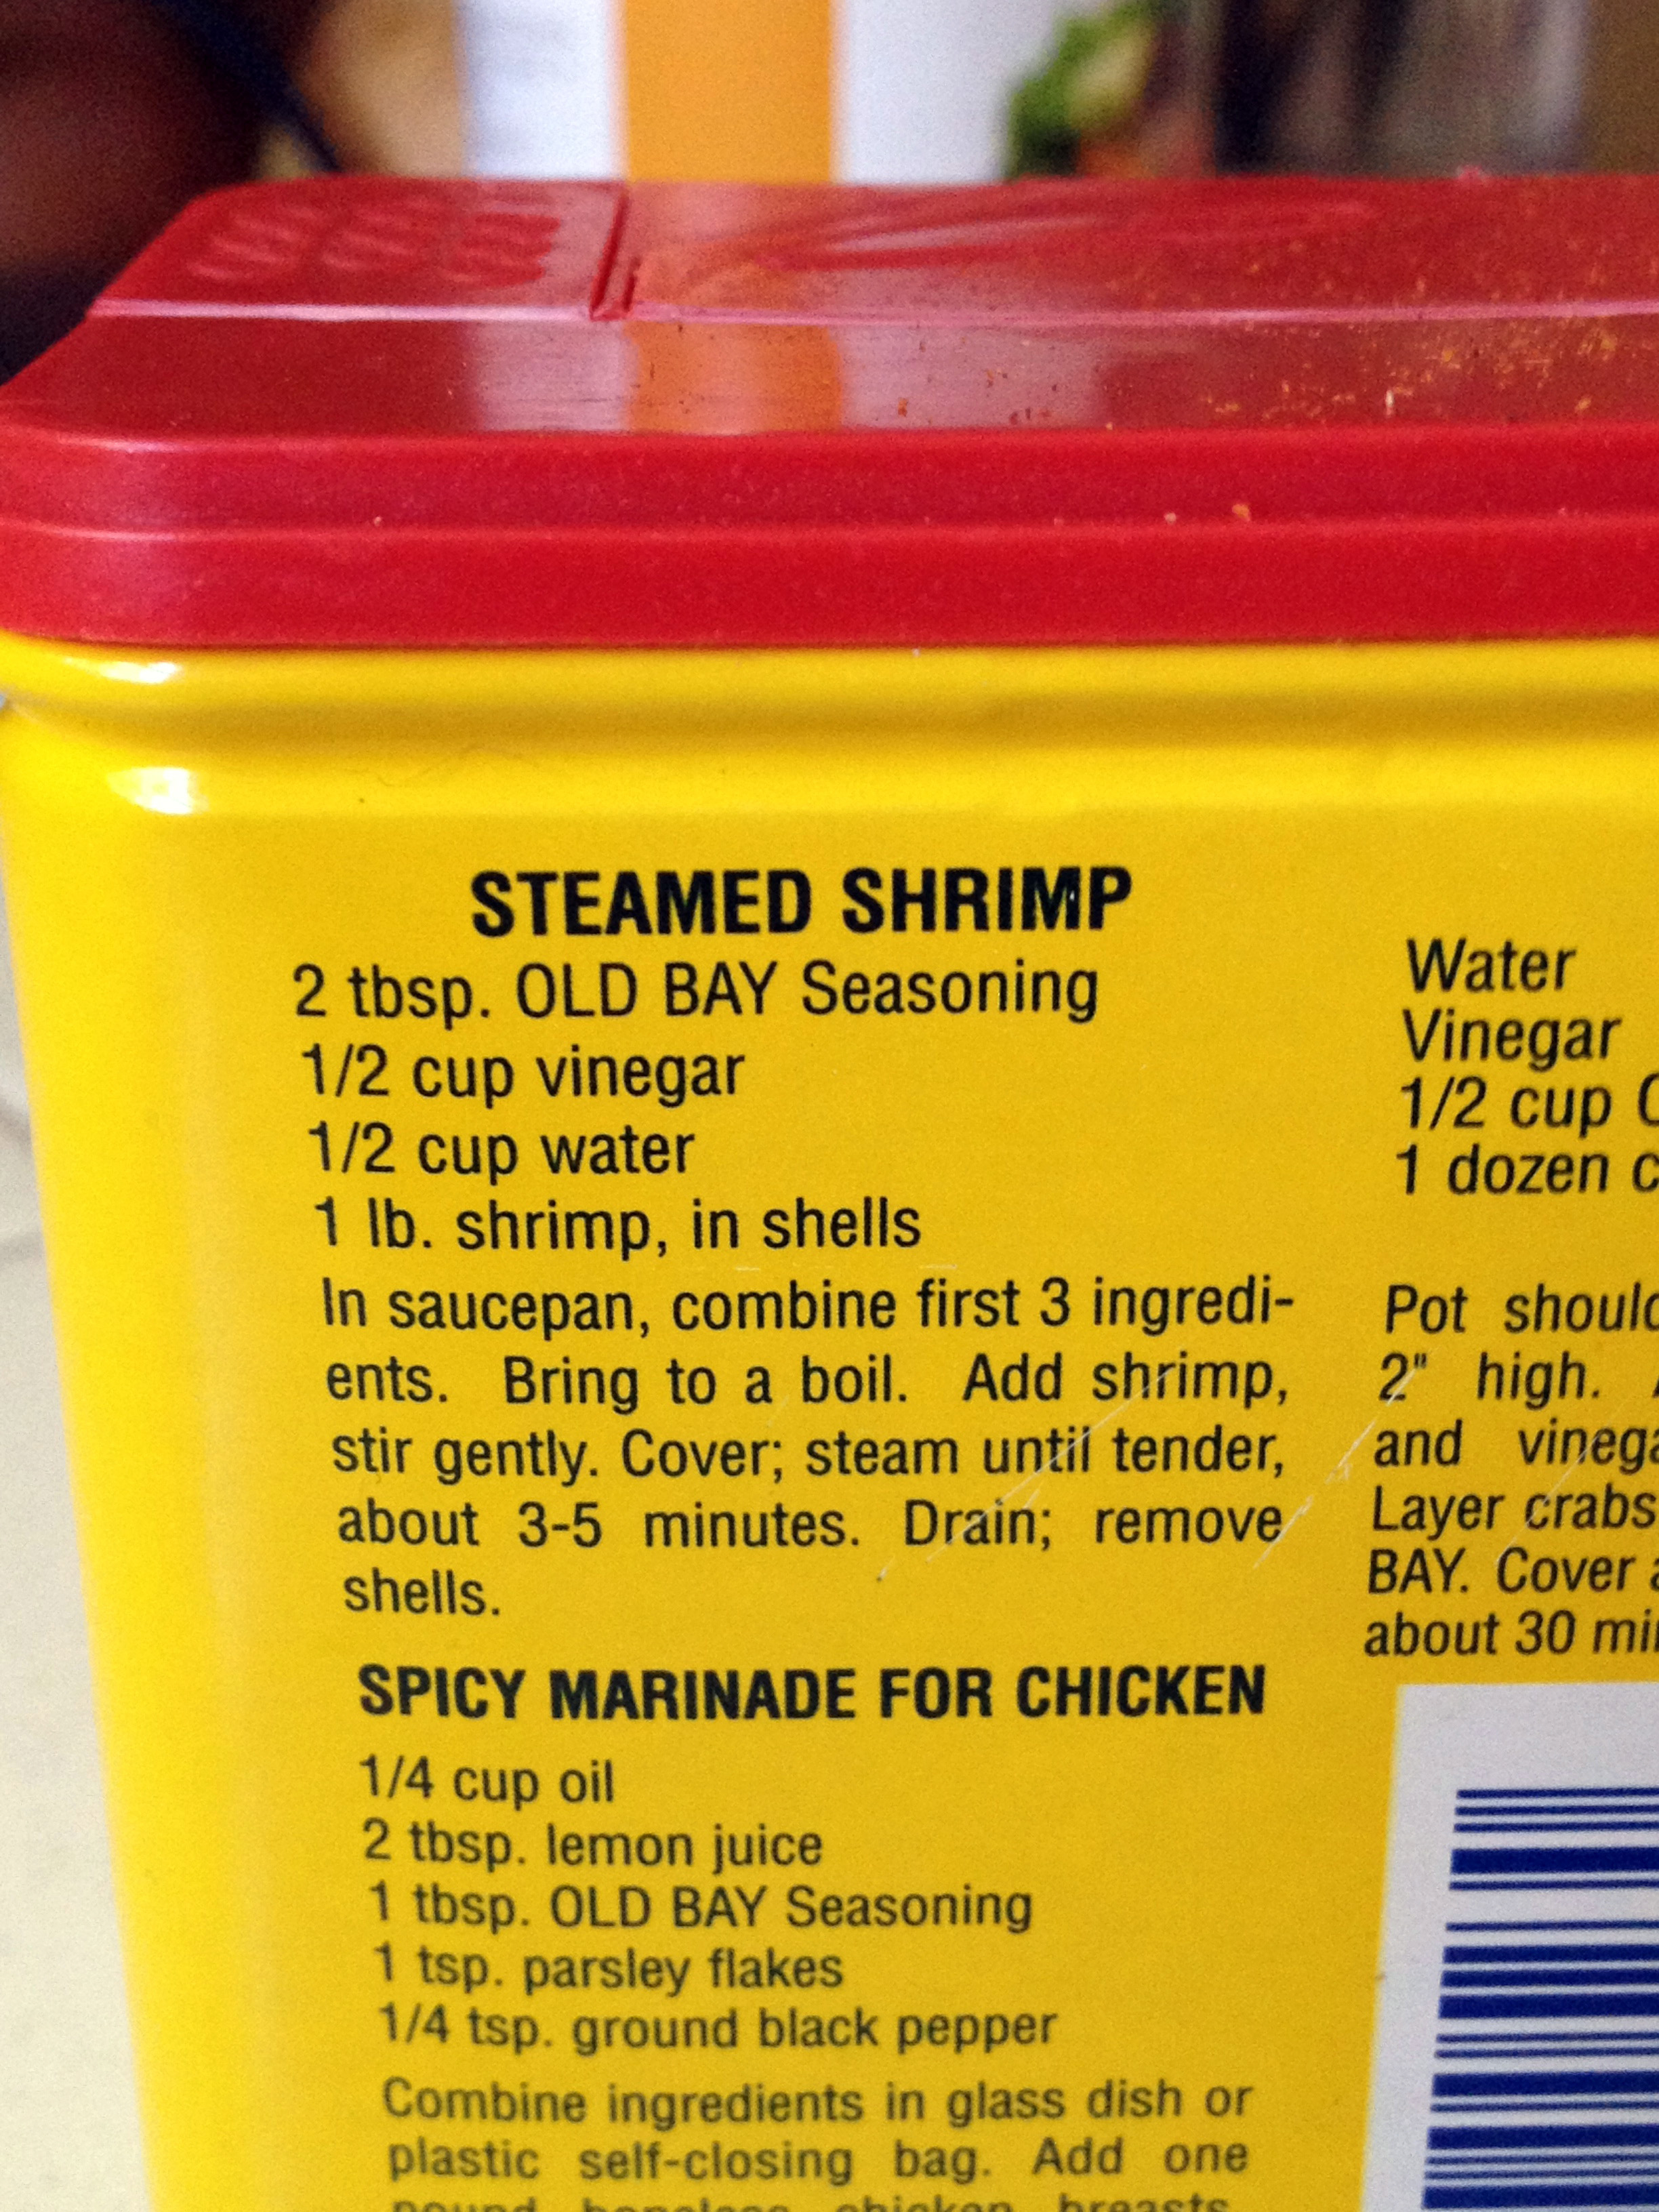 STEAMED SHRIMP
2 tbsp. OLD BAY Seasoning
1/2 cup vinegar
1/2 cup water
1 lb. shrimp, in shells
In saucepan, combine first 3 ingredi-
ents. Bring to a boil. Add shrimp,
stir gently. Cover; steam until tender,
about 3-5 minutes. Drain; remove
shells.
SPICY MARINADE FOR CHICKEN
1/4 cup oil
2 tbsp. lemon juice
1 tbsp. OLD BAY Seasoning
1 tsp. parsley flakes
1/4 tsp. ground black pepper
Combine ingredients in glass dish or
plastic self-closing bag. Add one
pound boneless chicken breasts,
Water
Vinegar
1/2 cup
1 dozen
Pot should
2" high.
and
Layer crabs
BAY. Cover
about 30